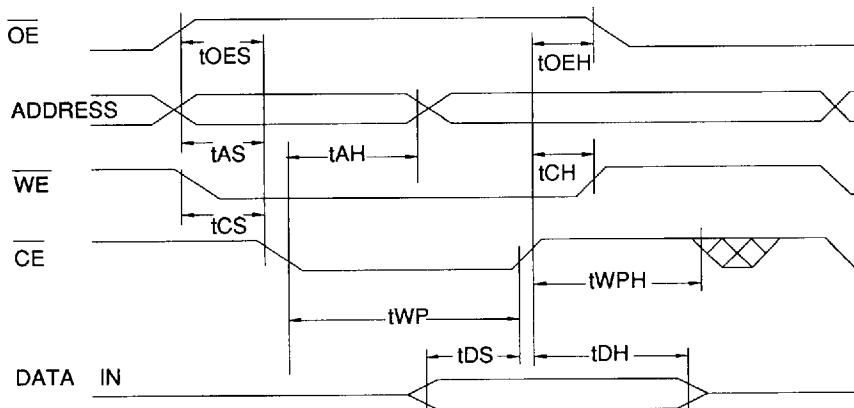 OE
tOES
tOEH
ADDRESS
tAS
tAH
WE
tCH
tCS
CE
tWPH
tWP
tDS
tDH
DATA IN